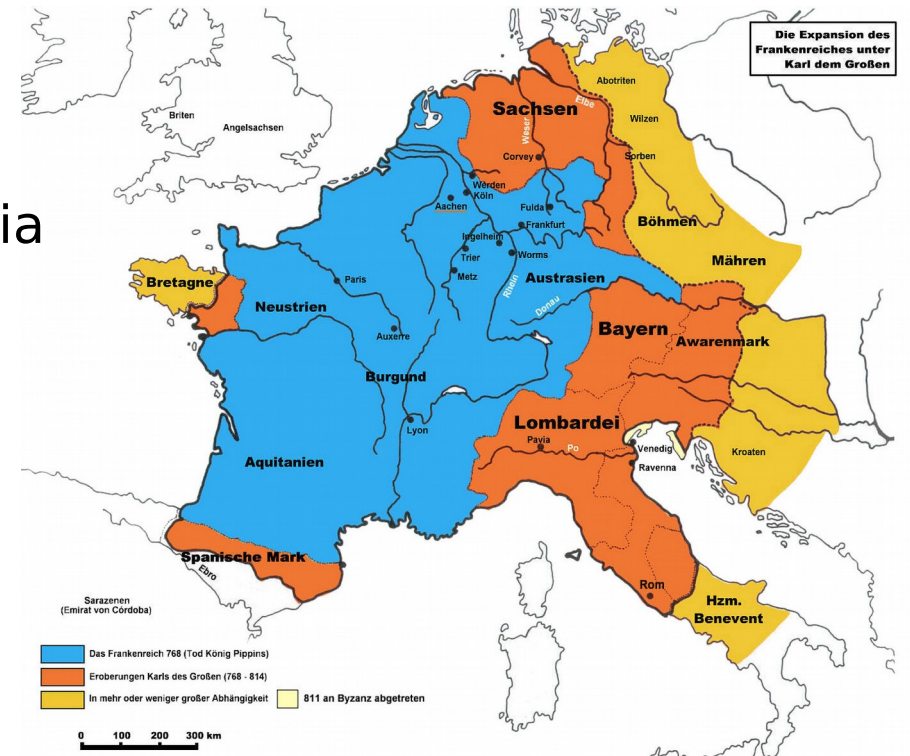 Die Expansion des
Frankenreiches unter
Karl dem Großen
Abotriten
Elbe
Sachsen
Weser
Briten
Wilzen
Angelsachsen
Corvey
Sorben
Werden
Köln
Aachen
Fulda
ia
Frankfurt
Böhmen
Ingelheim
Trier
Worms
Mähren
Metz
Bretagne
Paris
Rhein
Austrasien
Neustrien
Donau
Bayern
Auxerre
Awarenmark
Burgund
Lombardei
Lyon
Pavia
Po
Venedig
Kroaten
Aquitanien
Ravenna
Spanische Mark
Ebro
Rom
Sarazenen
(Emirat von Córdoba)
Hzm.
Benevent
Das Frankenreich 768 (Tod König Pippins)
Eroberungen Karls des Großen (768 - 814)
In mehr oder weniger großer Abhängigkeit
811 an Byzanz abgetreten
0 100 200 300 km